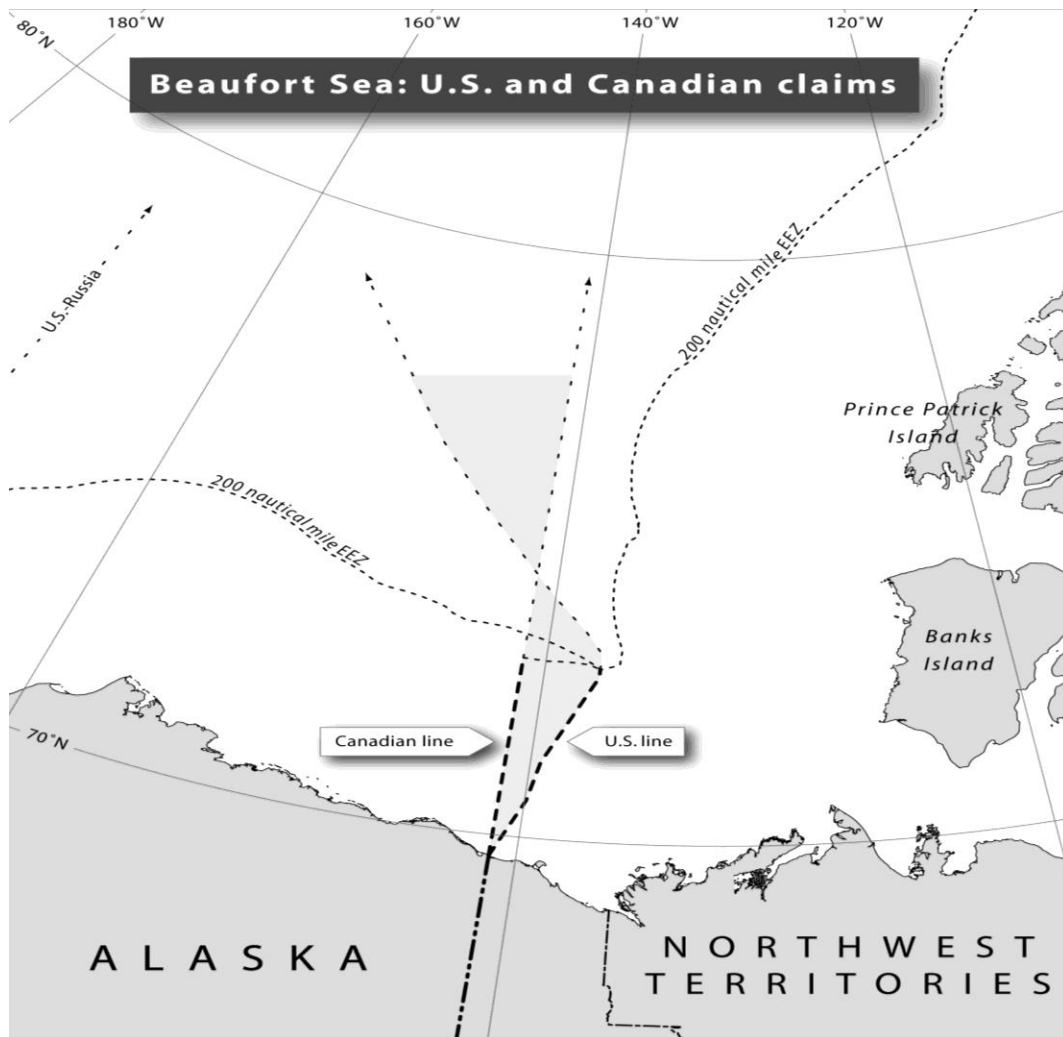 180°W
160°W
140°W
120°W
80°N
Beaufort Sea: U.S. and Canadian claims
U.S.-Russia
200 nautical mile EEZ
Prince Patrick
Island
200 nautical mile EEZ
Banks
Island
70°N
Canadian line
U.S. line
ALASKA
NORTHWEST
TERRITORIES